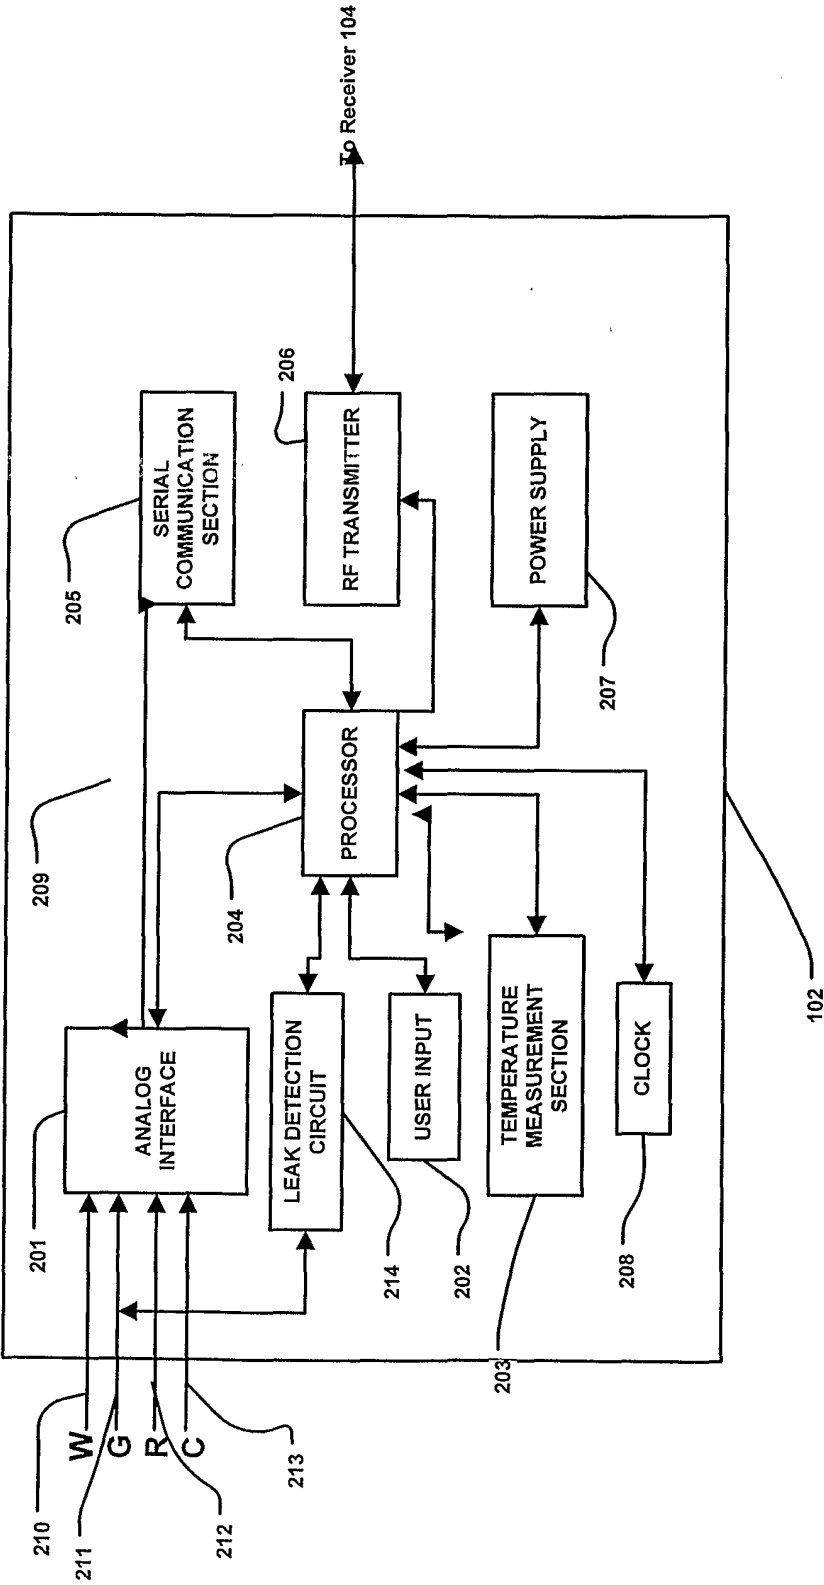 W
G
R
C
210
211
212
213
201
ANALOG
INTERFACE
209
205
SERIAL
COMMUNICATION
SECTION
214
LEAK DETECTION
CIRCUIT
202
USER INPUT
204
PROCESSOR
206
RF TRANSMITTER
To Receiver 104
203
TEMPERATURE
MEASUREMENT
SECTION
207
POWER SUPPLY
208
CLOCK
102